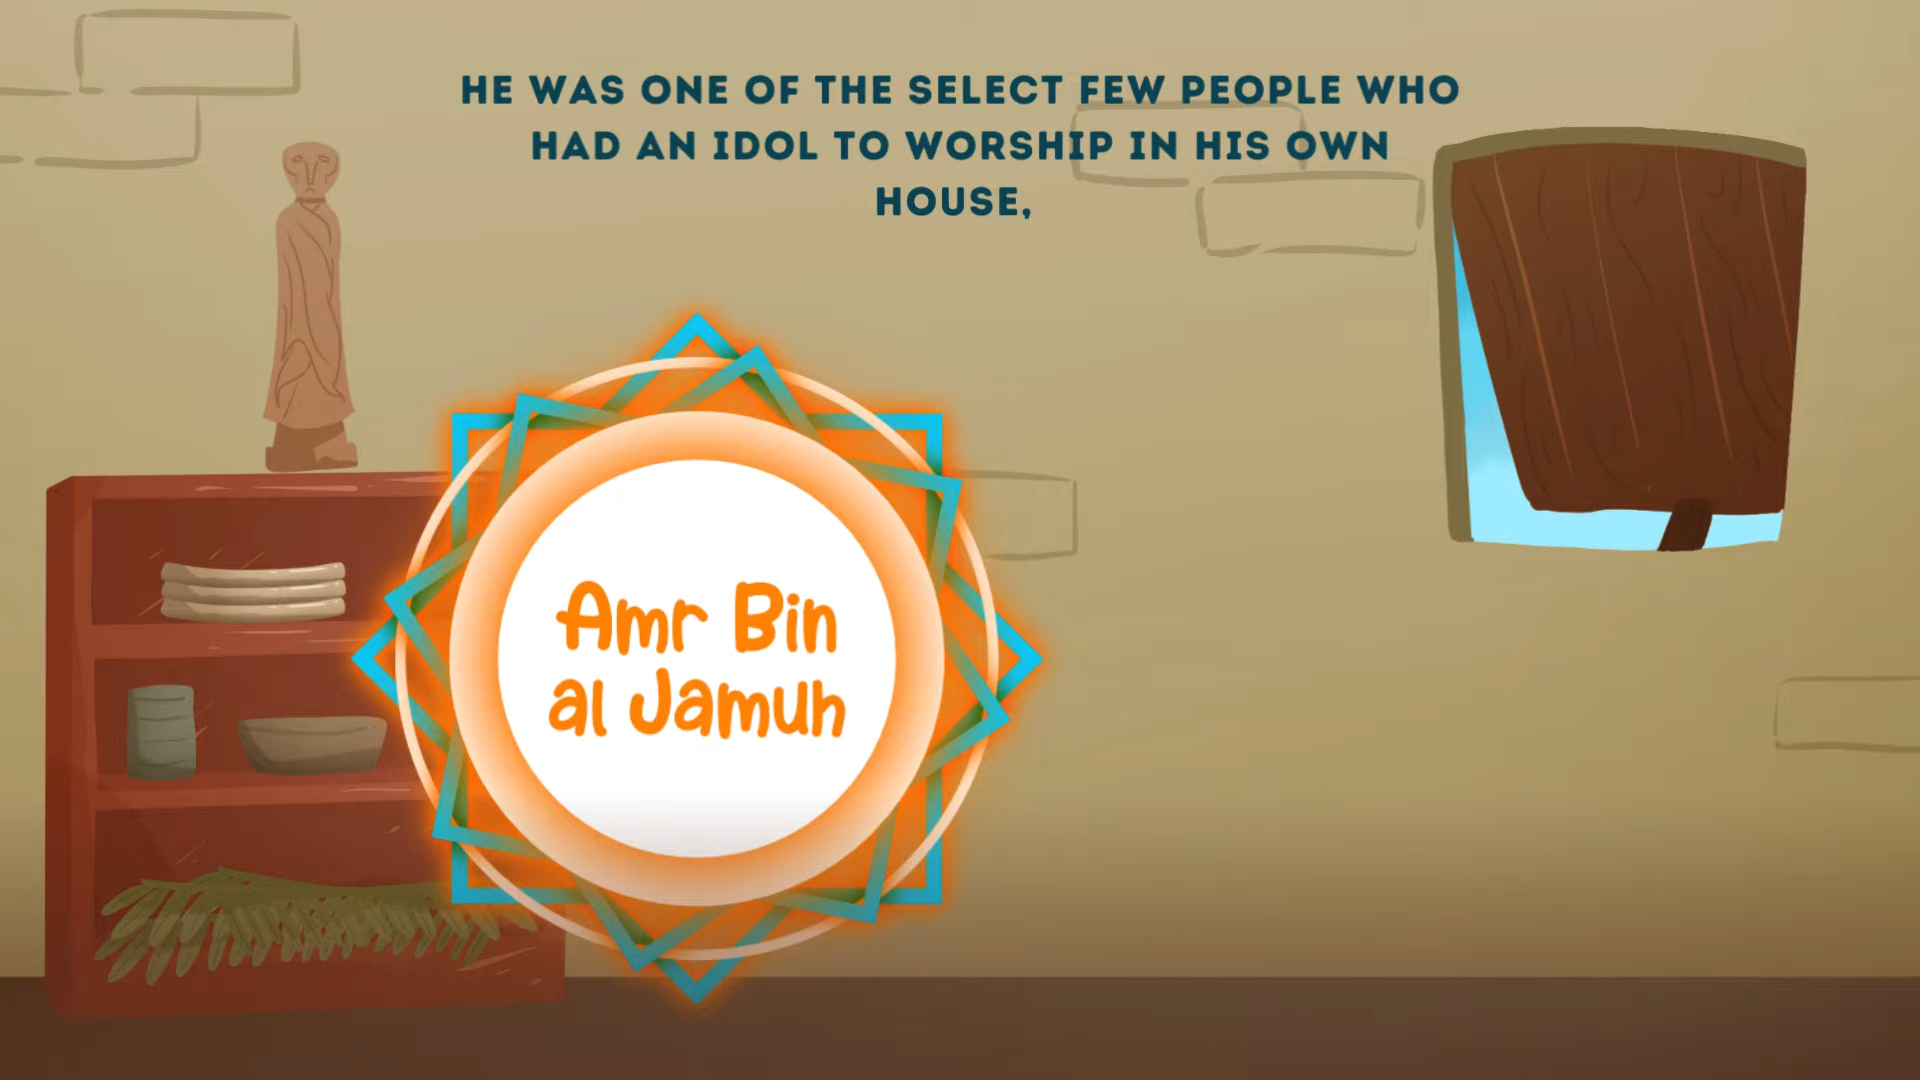 HE WAS ONE OF THE SELECT FEW PEOPLE WHO
HAD AN IDOL TO WORSHIP IN HIS OWN
HOUSE,
Amr Bin
al Jamuh